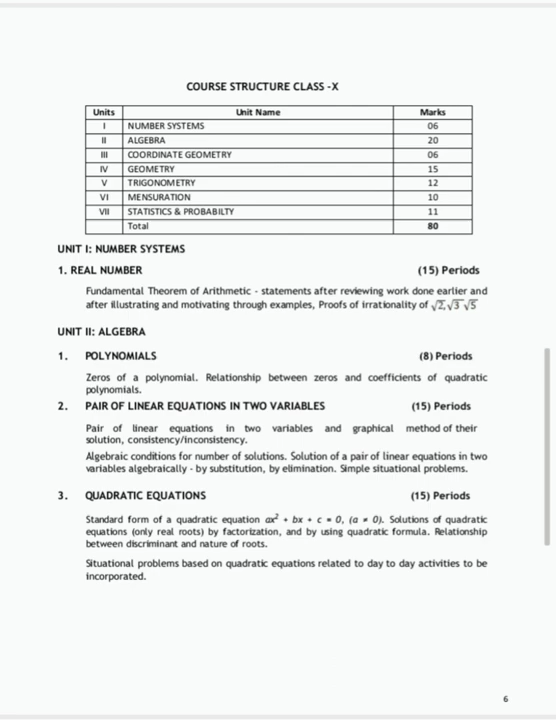 COURSE STRUCTURE CLASS -X
Units Unit Name Marks
I NUMBER SYSTEMS 06
II ALGEBRA 20
III COORDINATE GEOMETRY 06
IV GEOMETRY 15
V TRIGONOMETRY 12
VI MENSURATION 10
VII STATISTICS & PROBABILTY 11
Total 80
UNIT I: NUMBER SYSTEMS
1. REAL NUMBER (15) Periods
Fundamental Theorem of Arithmetic - statements after reviewing work done earlier and
after illustrating and motivating through examples, Proofs of irrationality of √2, √3 √5
UNIT II: ALGEBRA
1. POLYNOMIALS (8) Periods
Zeros of a polynomial. Relationship between zeros and coefficients of quadratic
polynomials.
2. PAIR OF LINEAR EQUATIONS IN TWO VARIABLES (15) Periods
Pair of linear equations in two variables and graphical method of their
solution, consistency/inconsistency.
Algebraic conditions for number of solutions. Solution of a pair of linear equations in two
variables algebraically - by substitution, by elimination. Simple situational problems.
3. QUADRATIC EQUATIONS (15) Periods
Standard form of a quadratic equation ax² + bx + c = 0, (a ≠ 0). Solutions of quadratic
equations (only real roots) by factorization, and by using quadratic formula. Relationship
between discriminant and nature of roots.
Situational problems based on quadratic equations related to day to day activities to be
incorporated.
6